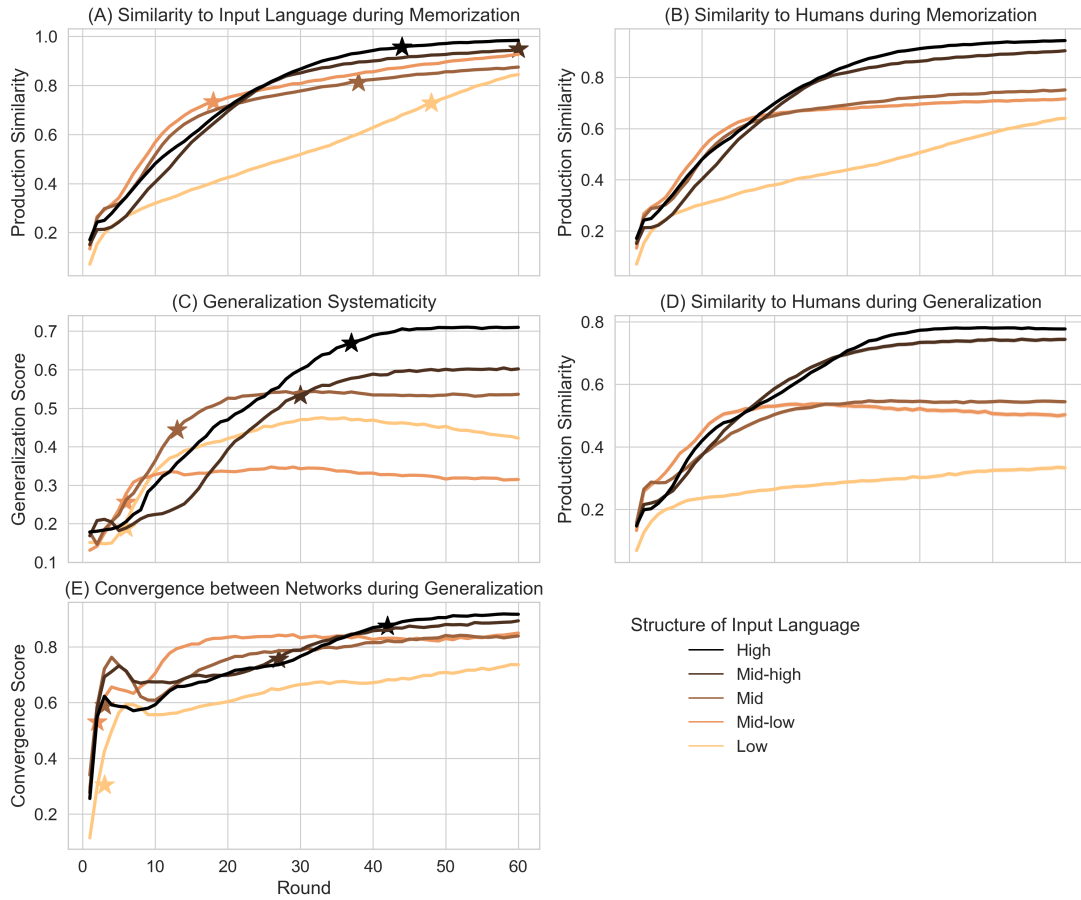 (A) Similarity to Input Language during Memorization
Production Similarity
1.0
0.8
0.6
0.4
0.2
(B) Similarity to Humans during Memorization
Production Similarity
0.8
0.6
0.4
0.2
(C) Generalization Systematicity
Generalization Score
0.7
0.6
0.5
0.4
0.3
0.2
0.1
(D) Similarity to Humans during Generalization
Production Similarity
0.8
0.6
0.4
0.2
(E) Convergence between Networks during Generalization
Convergence Score
0.8
0.6
0.4
0.2
0 10 20 30 40 50 60
Round
Structure of Input Language
High
Mid-high
Mid
Mid-low
Low